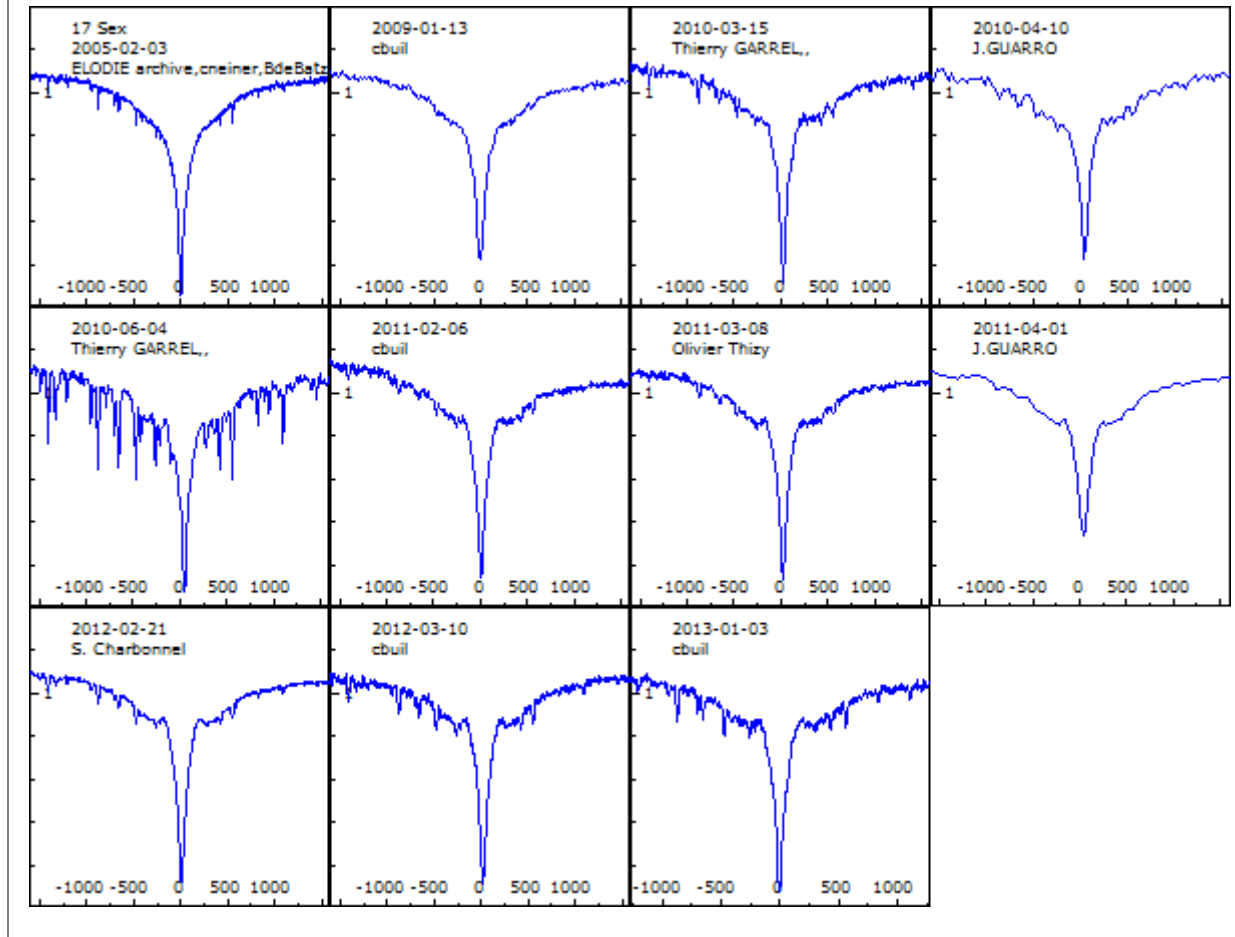 17 Sex
2005-02-03
ELODIE archive,cneiner,BdeBatz
1
-1000 -500 0 500 1000
2009-01-13
cbuil
1
-1000 -500 0 500 1000
2010-03-15
Thierry GARREL,,
1
-1000 -500 0 500 1000
2010-04-10
J.GUARRO
1
-1000 -500 0 500 1000
2010-06-04
Thierry GARREL,,
1
-1000 -500 0 500 1000
2011-02-06
cbuil
1
-1000 -500 0 500 1000
2011-03-08
Olivier Thizy
1
-1000 -500 0 500 1000
2011-04-01
J.GUARRO
1
-1000 -500 0 500 1000
2012-02-21
S. Charbonnel
1
-1000 -500 0 500 1000
2012-03-10
cbuil
1
-1000 -500 0 500 1000
2013-01-03
cbuil
1
-1000 -500 0 500 1000